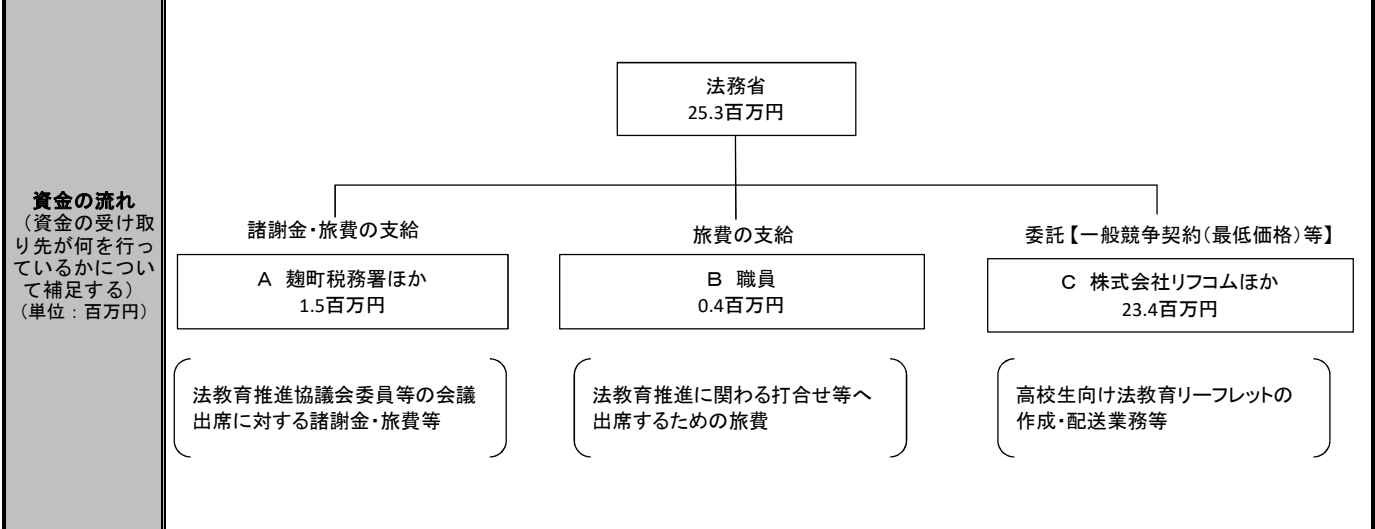 資金の流れ
(資金の受け取
り先が何を行っ
ているかについ
て補足する)
(単位：百万円)
法務省
25.3百万円
諸謝金・旅費の支給
A 麹町税務署ほか
1.5百万円
法教育推進協議会委員等の会議
出席に対する諸謝金・旅費等
旅費の支給
B 職員
0.4百万円
法教育推進に関わる打合せ等へ
出席するための旅費
委託【一般競争契約(最低価格)等】
C 株式会社リフコムほか
23.4百万円
高校生向け法教育リーフレットの
作成・配送業務等